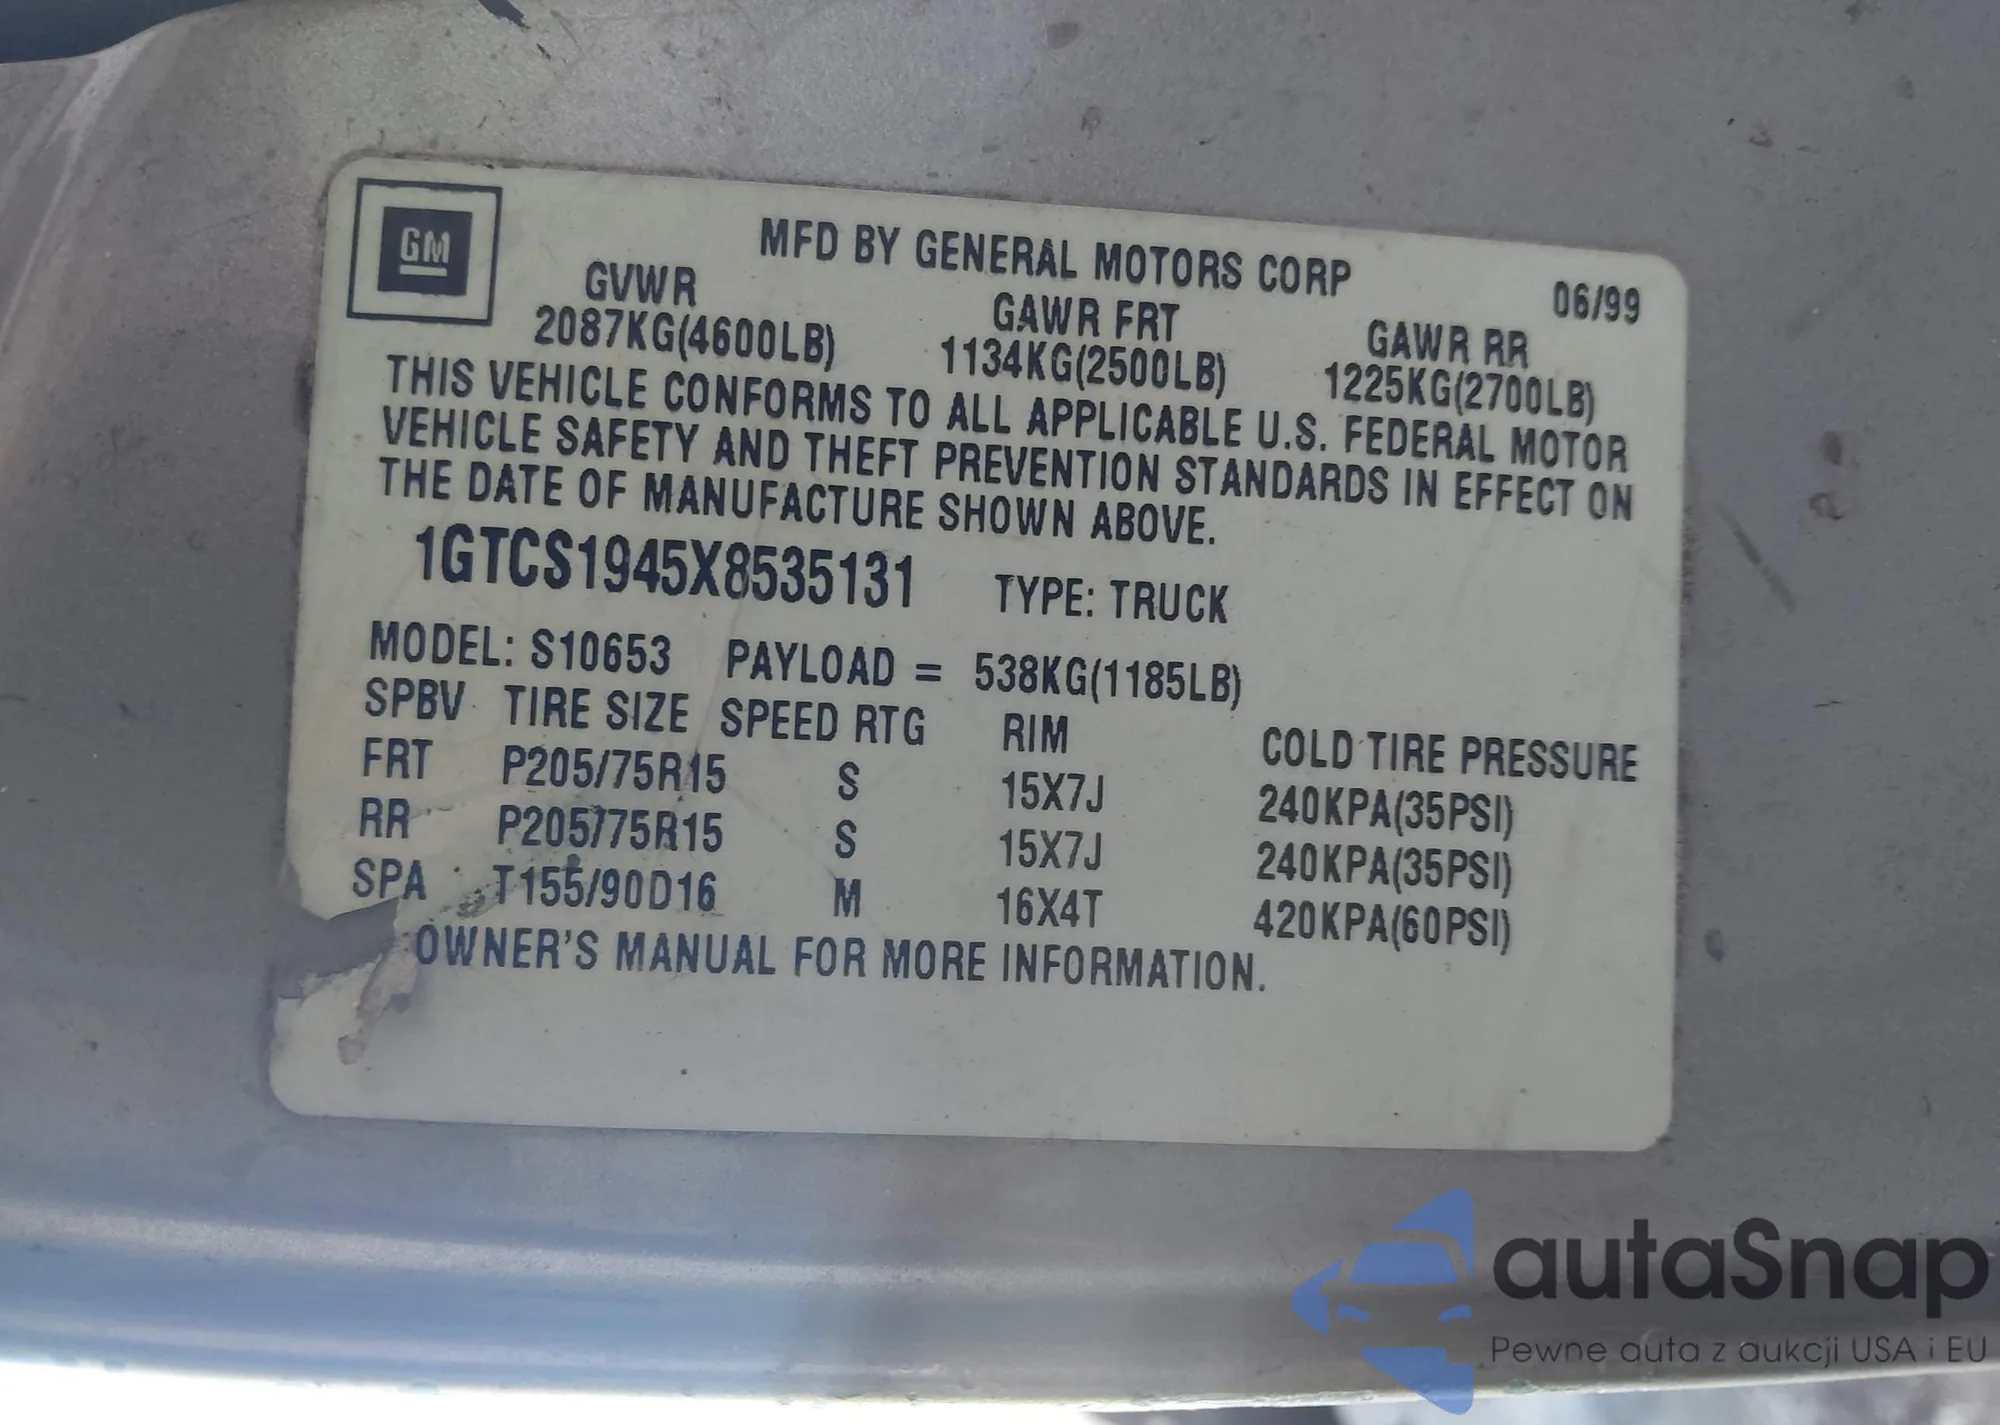 GM
MFD BY GENERAL MOTORS CORP 06/99
GVWR GAWR FRT GAWR RR
2087KG(4600LB) 1134KG(2500LB) 1225KG(2700LB)
THIS VEHICLE CONFORMS TO ALL APPLICABLE U.S. FEDERAL MOTOR
VEHICLE SAFETY AND THEFT PREVENTION STANDARDS IN EFFECT ON
THE DATE OF MANUFACTURE SHOWN ABOVE.
1GTCS1945X8535131 TYPE: TRUCK
MODEL: S10653 PAYLOAD = 538KG(1185LB)
SPBV TIRE SIZE SPEED RTG RIM COLD TIRE PRESSURE
FRT P205/75R15 S 15X7J 240KPA(35PSI)
RR P205/75R15 S 15X7J 240KPA(35PSI)
SPA T155/90D16 M 16X4T 420KPA(60PSI)
OWNER'S MANUAL FOR MORE INFORMATION.
autaSnap
Pewne auta z aukcji USA i EU